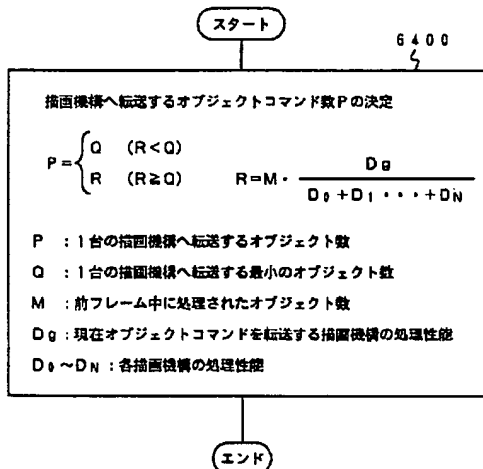 スタート
6400
描画機構へ転送するオブジェクトコマンド数Pの決定
P= { Q (R<Q)
R (R≧Q)
R=M・ Dg / D0+D1・・・+DN
P:1台の描画機構へ転送するオブジェクト数
Q:1台の描画機構へ転送する最小のオブジェクト数
M:前フレーム中に処理されたオブジェクト数
Dg:現在オブジェクトコマンドを転送する描画機構の処理性能
D0~DN:各描画機構の処理性能
エンド